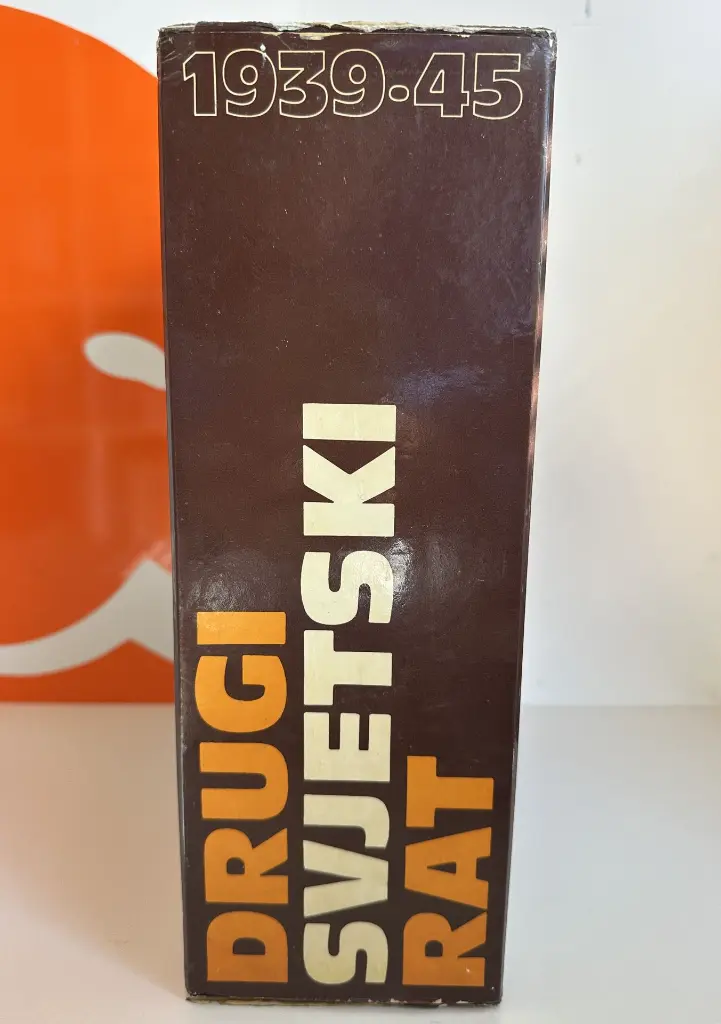 1939-45
DRUGI
SVJETSKI
RAT